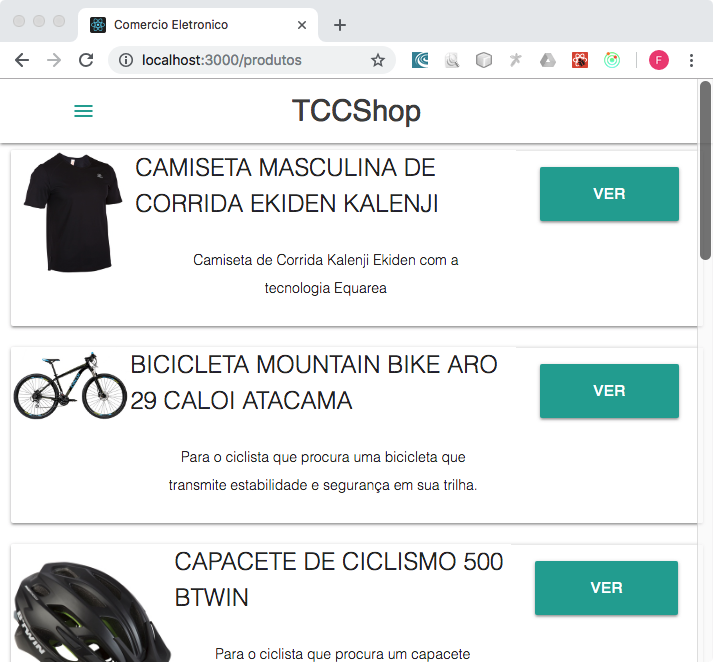 Comercio Eletronico
localhost:3000/produtos
F
TCCShop
CAMISETA MASCULINA DE
CORRIDA EKIDEN KALENJI
VER
Camiseta de Corrida Kalenji Ekiden com a
tecnologia Equarea
BICICLETA MOUNTAIN BIKE ARO
29 CALOI ATACAMA
VER
Para o ciclista que procura uma bicicleta que
transmite estabilidade e segurança em sua trilha.
CAPACETE DE CICLISMO 500
BTWIN
VER
BTWIN
Para o ciclista que procura um capacete